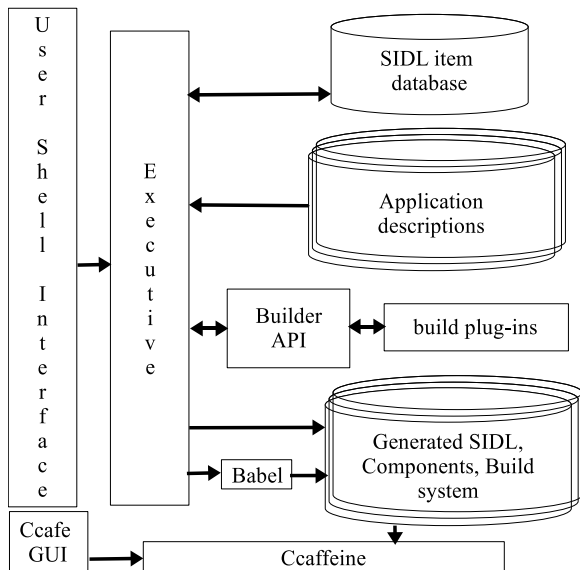 User Shell Interface
Executive
SIDL item
database
Application
descriptions
Builder
API
build plug-ins
Generated SIDL,
Components, Build
system
Babel
Ccafe
GUI
Ccaffeine